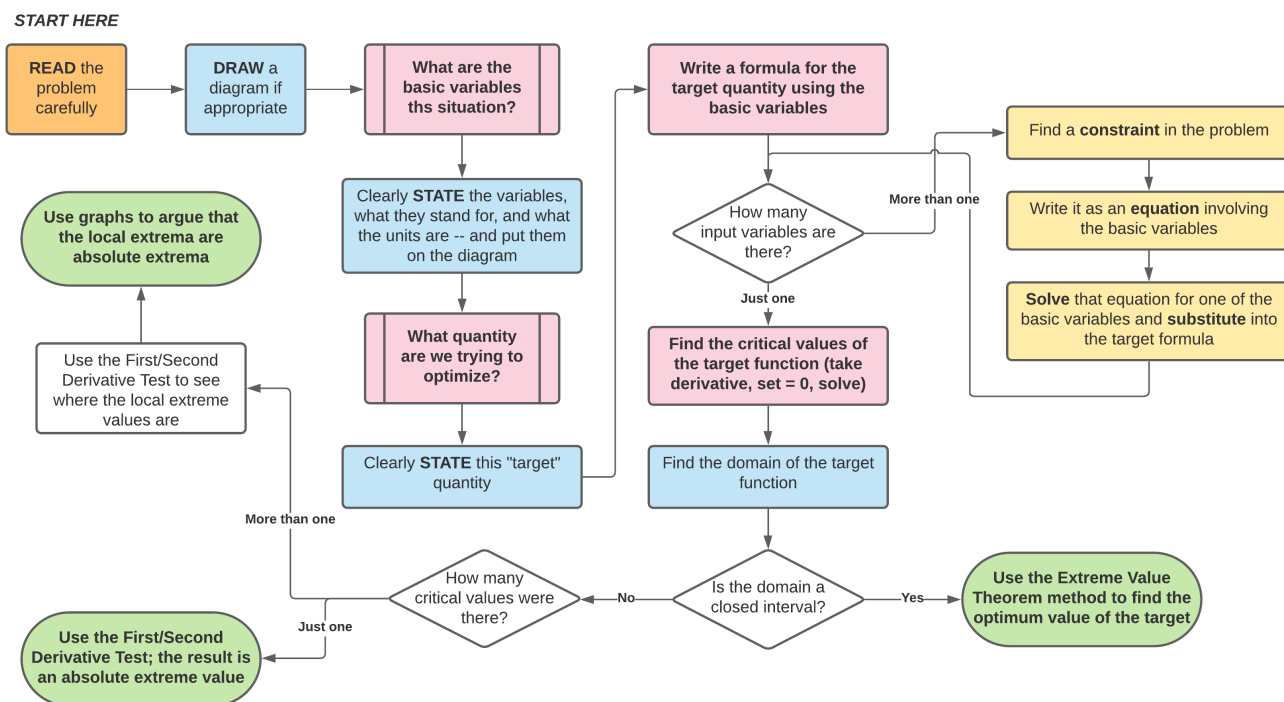 START HERE
READ the
problem
carefully
DRAW a
diagram if
appropriate
What are the
basic variables
ths situation?
Clearly STATE the variables,
what they stand for, and what
the units are -- and put them
on the diagram
What quantity
are we trying to
optimize?
Clearly STATE this "target"
quantity
Write a formula for the
target quantity using the
basic variables
How many
input variables are
there?
More than one
Find a constraint in the problem
Write it as an equation involving
the basic variables
Solve that equation for one of the
basic variables and substitute into
the target formula
Just one
Find the critical values of
the target function (take
derivative, set = 0, solve)
Find the domain of the target
function
Is the domain a
closed interval?
Yes
Use the Extreme Value
Theorem method to find the
optimum value of the target
No
How many
critical values were
there?
Just one
Use the First/Second
Derivative Test; the result is
an absolute extreme value
More than one
Use the First/Second
Derivative Test to see
where the local extreme
values are
Use graphs to argue that
the local extrema are
absolute extrema